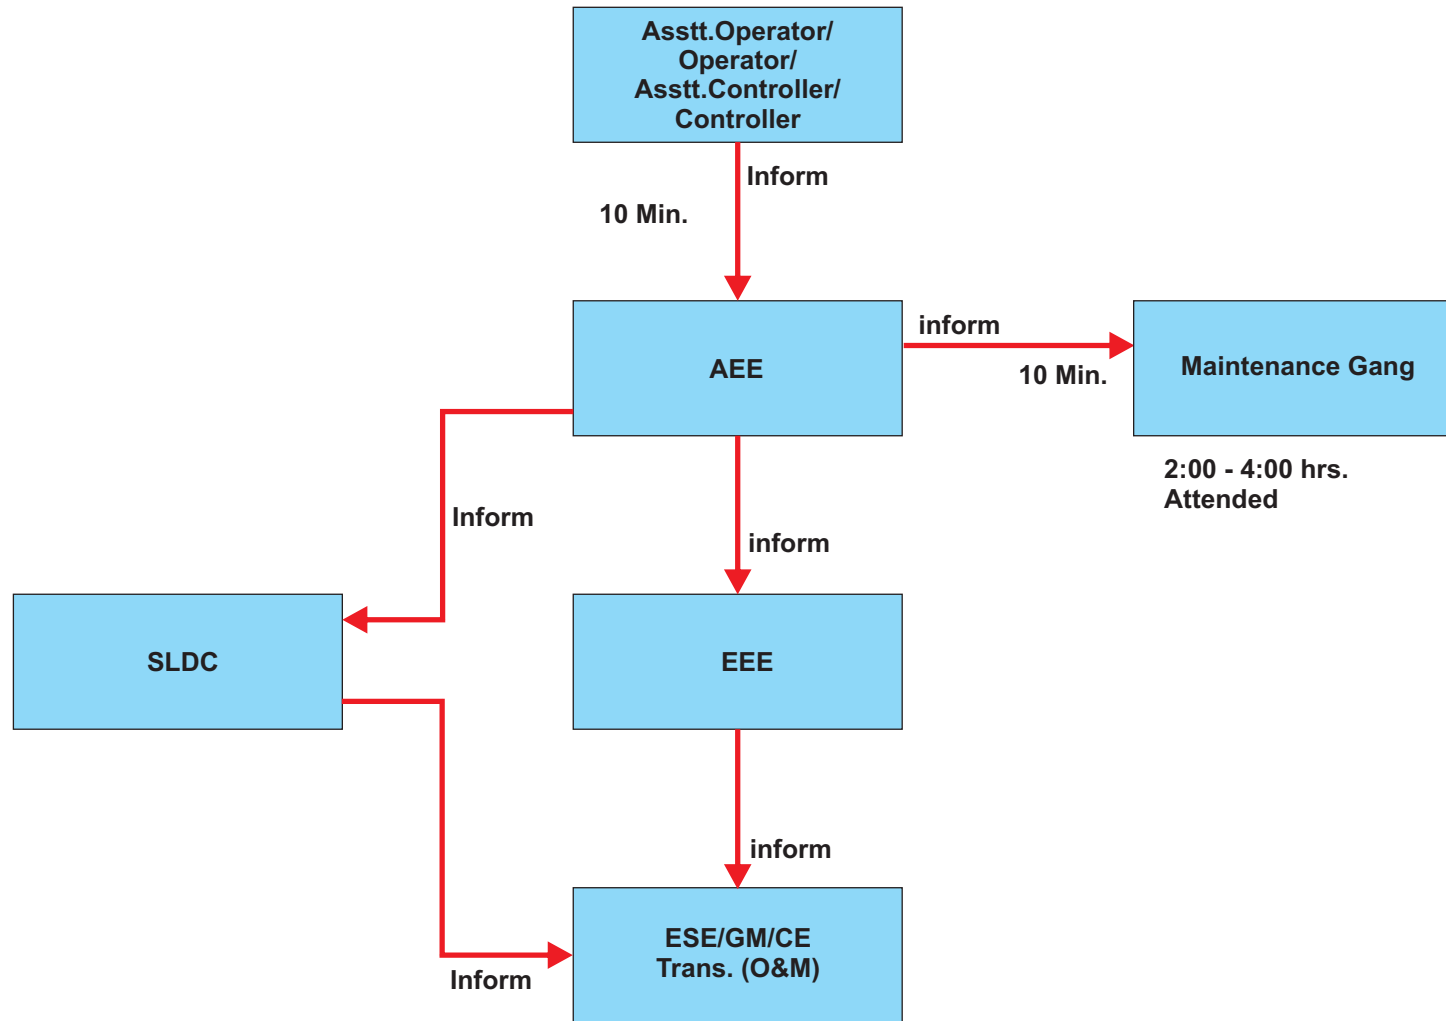 Asstt.Operator/
Operator/
Asstt.Controller/
Controller
Inform
10 Min.
AEE
inform
10 Min.
Maintenance Gang
2:00 - 4:00 hrs.
Attended
Inform
inform
SLDC
EEE
inform
ESE/GM/CE
Trans. (O&M)
Inform